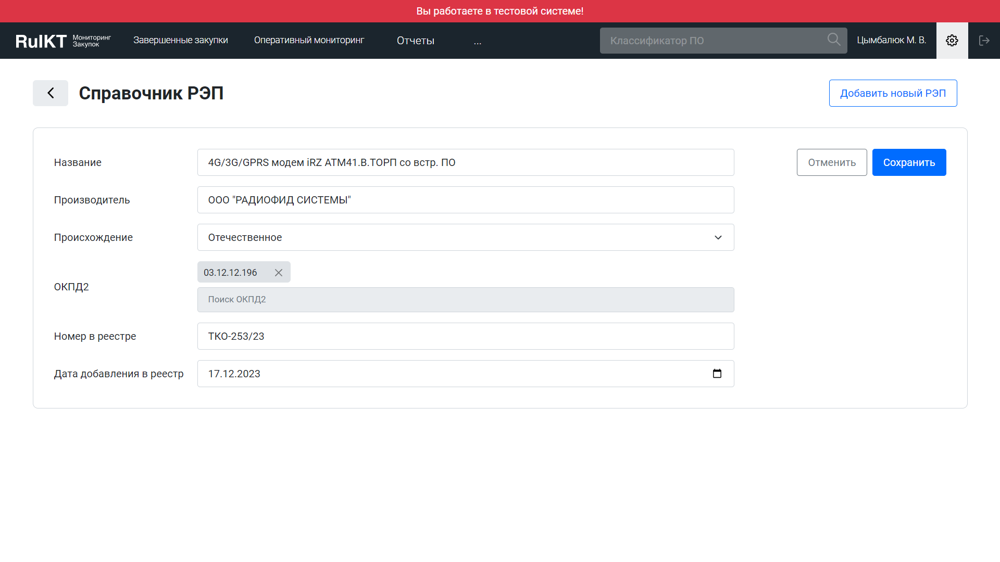 Вы работаете в тестовой системе!
RuIKT Мониторинг Закупок
Завершенные закупки
Оперативный мониторинг
Отчеты
...
Классификатор ПО
Цымбалюк М. В.
Справочник РЭП
Добавить новый РЭП
Название
4G/3G/GPRS модем iRZ ATM41.B.ТОРП со встр. ПО
Отменить
Сохранить
Производитель
ООО "РАДИОФИД СИСТЕМЫ"
Происхождение
Отечественное
ОКПД2
03.12.12.196
Поиск ОКПД2
Номер в реестре
ТКО-253/23
Дата добавления в реестр
17.12.2023